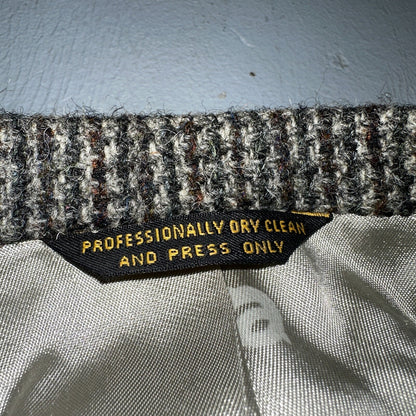 PROFESSIONALLY DRY CLEAN
AND PRESS ONLY